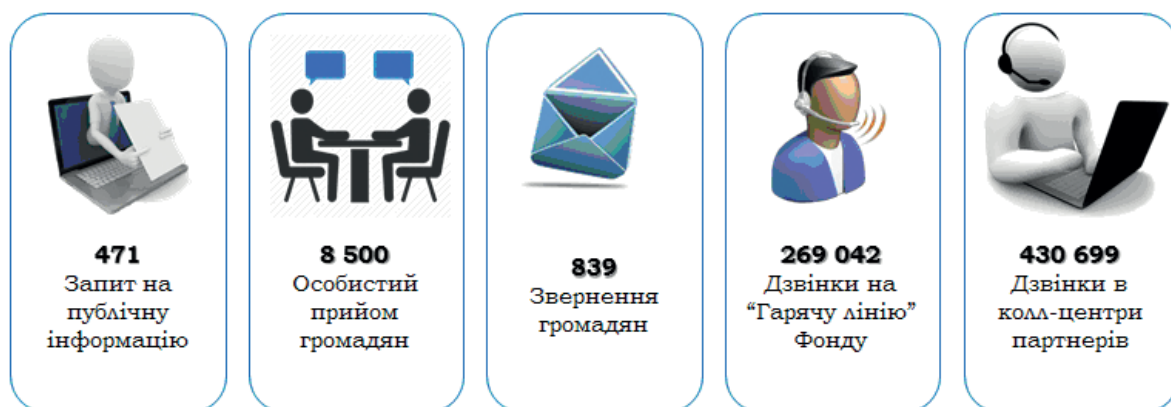 471
Запит на
публічну
інформацію
8 500
Особистий
прийом
громадян
839
Звернення
громадян
269 042
Дзвінки на
“Гарячу лінію”
Фонду
430 699
Дзвінки в
колл-центри
партнерів